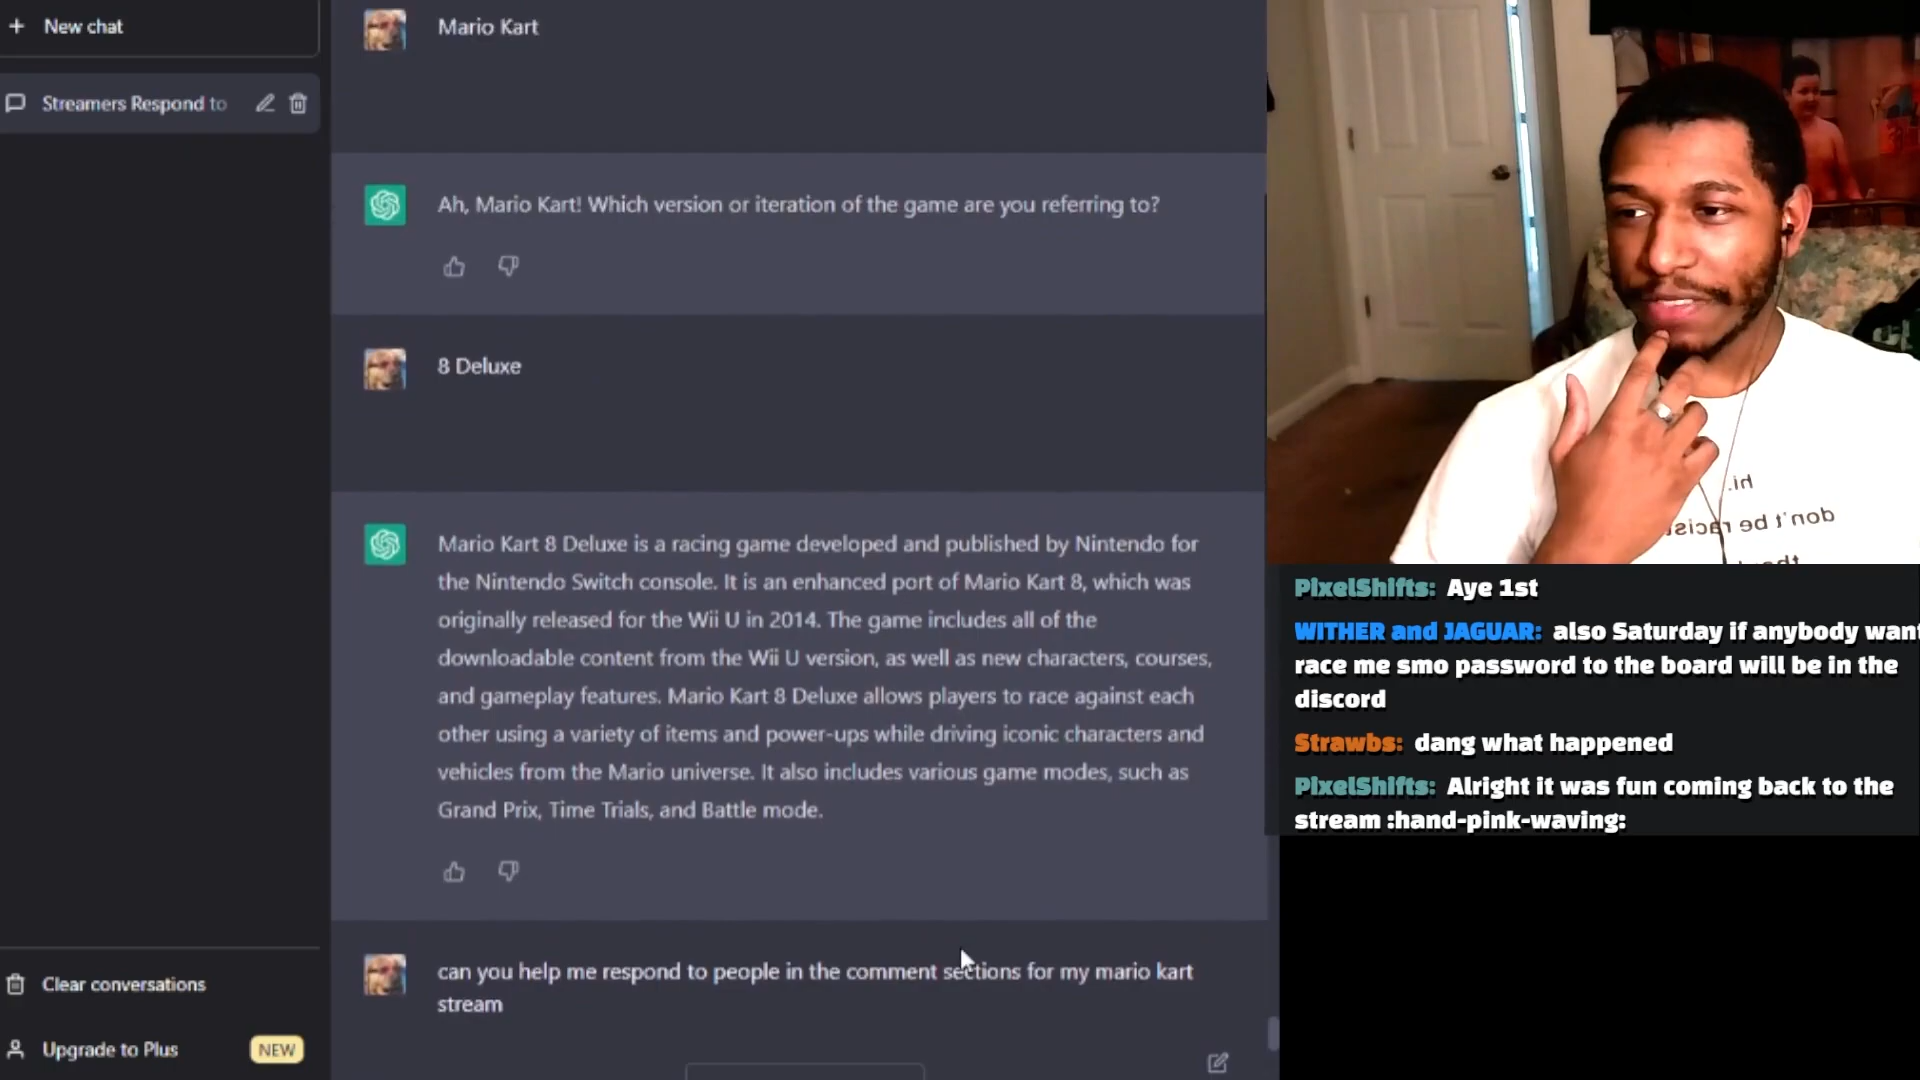 New chat
Streamers Respond to
Mario Kart
Ah, Mario Kart! Which version or iteration of the game are you referring to?
8 Deluxe
Mario Kart 8 Deluxe is a racing game developed and published by Nintendo for
the Nintendo Switch console. It is an enhanced port of Mario Kart 8, which was
originally released for the Wii U in 2014. The game includes all of the
downloadable content from the Wii U version, as well as new characters, courses,
and gameplay features. Mario Kart 8 Deluxe allows players to race against each
other using a variety of items and power-ups while driving iconic characters and
vehicles from the Mario universe. It also includes various game modes, such as
Grand Prix, Time Trials, and Battle mode.
can you help me respond to people in the comment sections for my mario kart
stream
Clear conversations
Upgrade to Plus
NEW
hi.
don't be racist
PixelShifts: Aye 1st
WITHER and JAGUAR: also Saturday if anybody want
race me smo password to the board will be in the
discord
Strawbs: dang what happened
PixelShifts: Alright it was fun coming back to the
stream :hand-pink-waving: